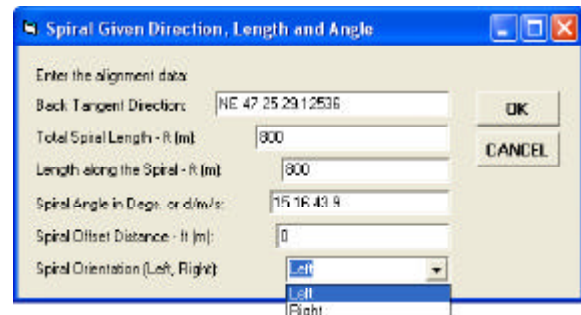 Spiral Given Direction, Length and Angle
Enter the alignment data:
Back Tangent Direction: NE 47 25 29.12536
OK
Total Spiral Length - ft (m): 800
CANCEL
Length along the Spiral - ft (m): 800
Spiral Angle in Degs. or d/m/s: 15 16 43.9
Spiral Offset Distance - ft (m): 0
Spiral Orientation (Left, Right): Left
Left
Right